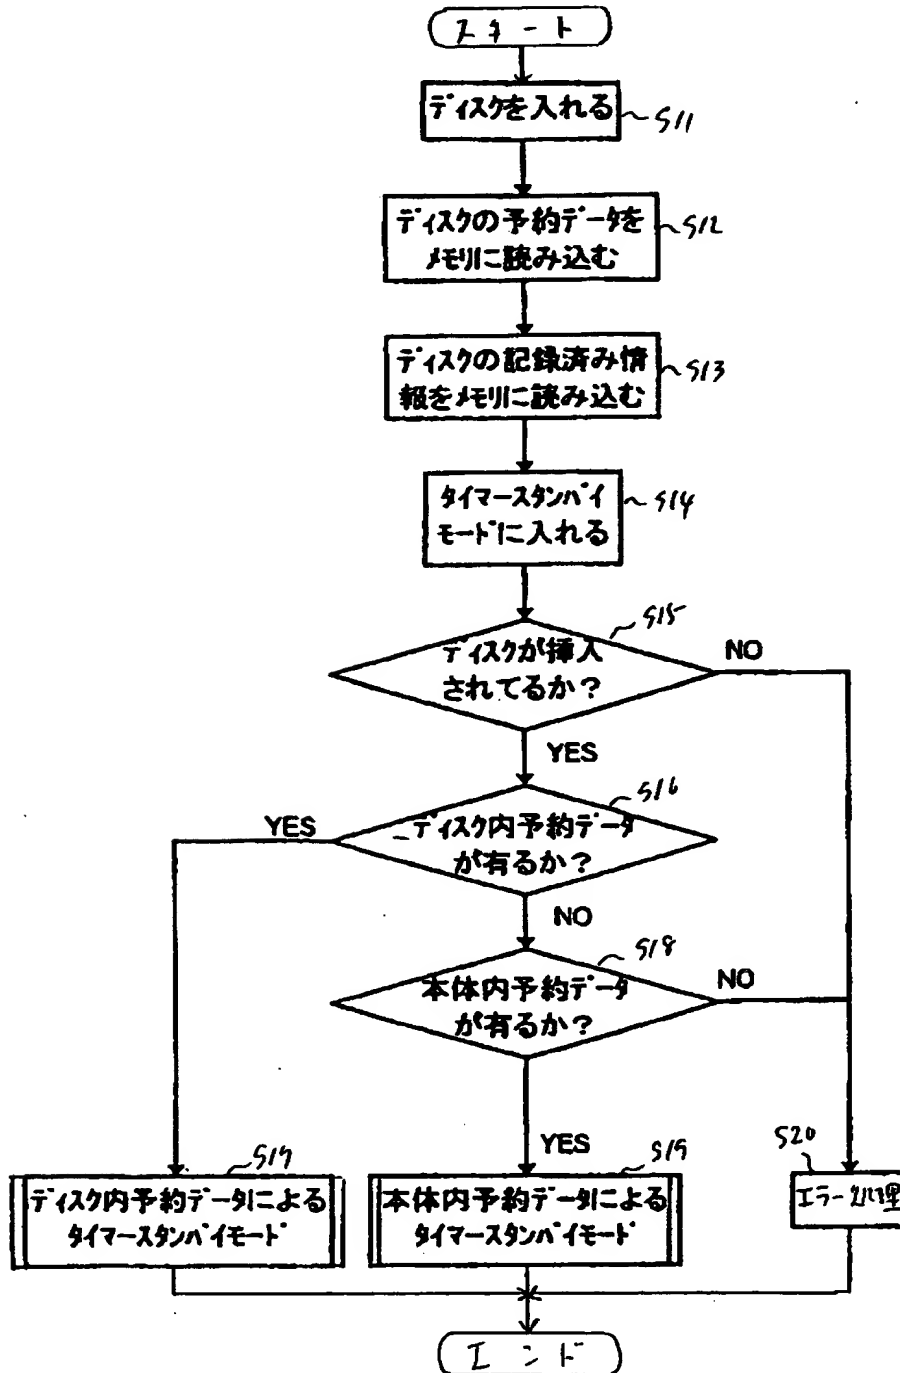 スタート
ディスクを入れる
S11
ディスクの予約データを
メモリに読み込む
S12
ディスクの記録済み情
報をメモリに読み込む
S13
タイマースタンバイ
モードに入れる
S14
S15
ディスクが挿入
されてるか?
NO
YES
S16
ディスク内予約データ
が有るか?
YES
NO
S18
本体内予約データ
が有るか?
NO
YES
S17
ディスク内予約データによる
タイマースタンバイモード
S19
本体内予約データによる
タイマースタンバイモード
S20
エラー処理
エンド